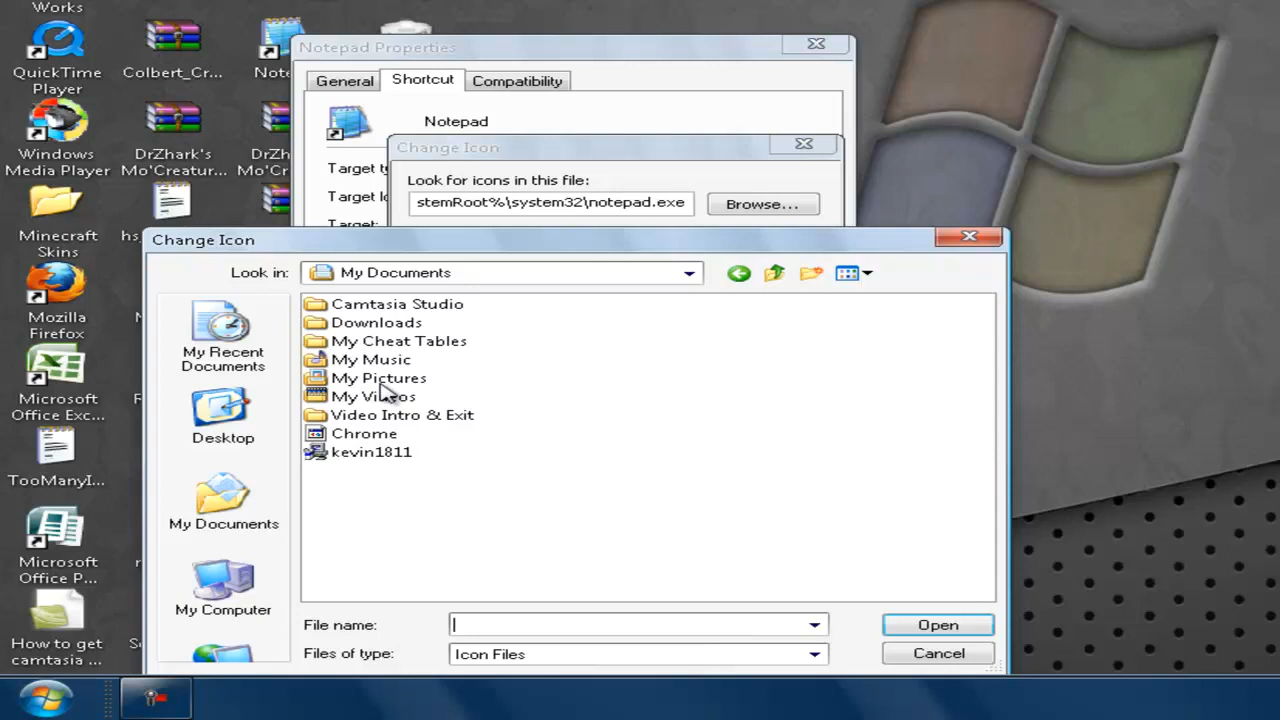 Works
QuickTime
Player
Colbert_Cr...
Note
Windows
Media Player
DrZhark's
Mo'Creatur...
DrZh
Mo'C
Minecraft
Skins
hs_
Mozilla
Firefox
Microsoft
Office Exc...
TooManyI...
Microsoft
Office P...
How to get
camtasia ...
Notepad Properties
General
Shortcut
Compatibility
Notepad
Target ty
Target lo
Target:
Change Icon
Look for icons in this file:
stemRoot%\system32\notepad.exe
Browse...
Change Icon
Look in:
My Documents
My Recent
Documents
Desktop
My Documents
My Computer
Camtasia Studio
Downloads
My Cheat Tables
My Music
My Pictures
My Videos
Video Intro & Exit
Chrome
kevin1811
File name:
Open
Files of type:
Icon Files
Cancel